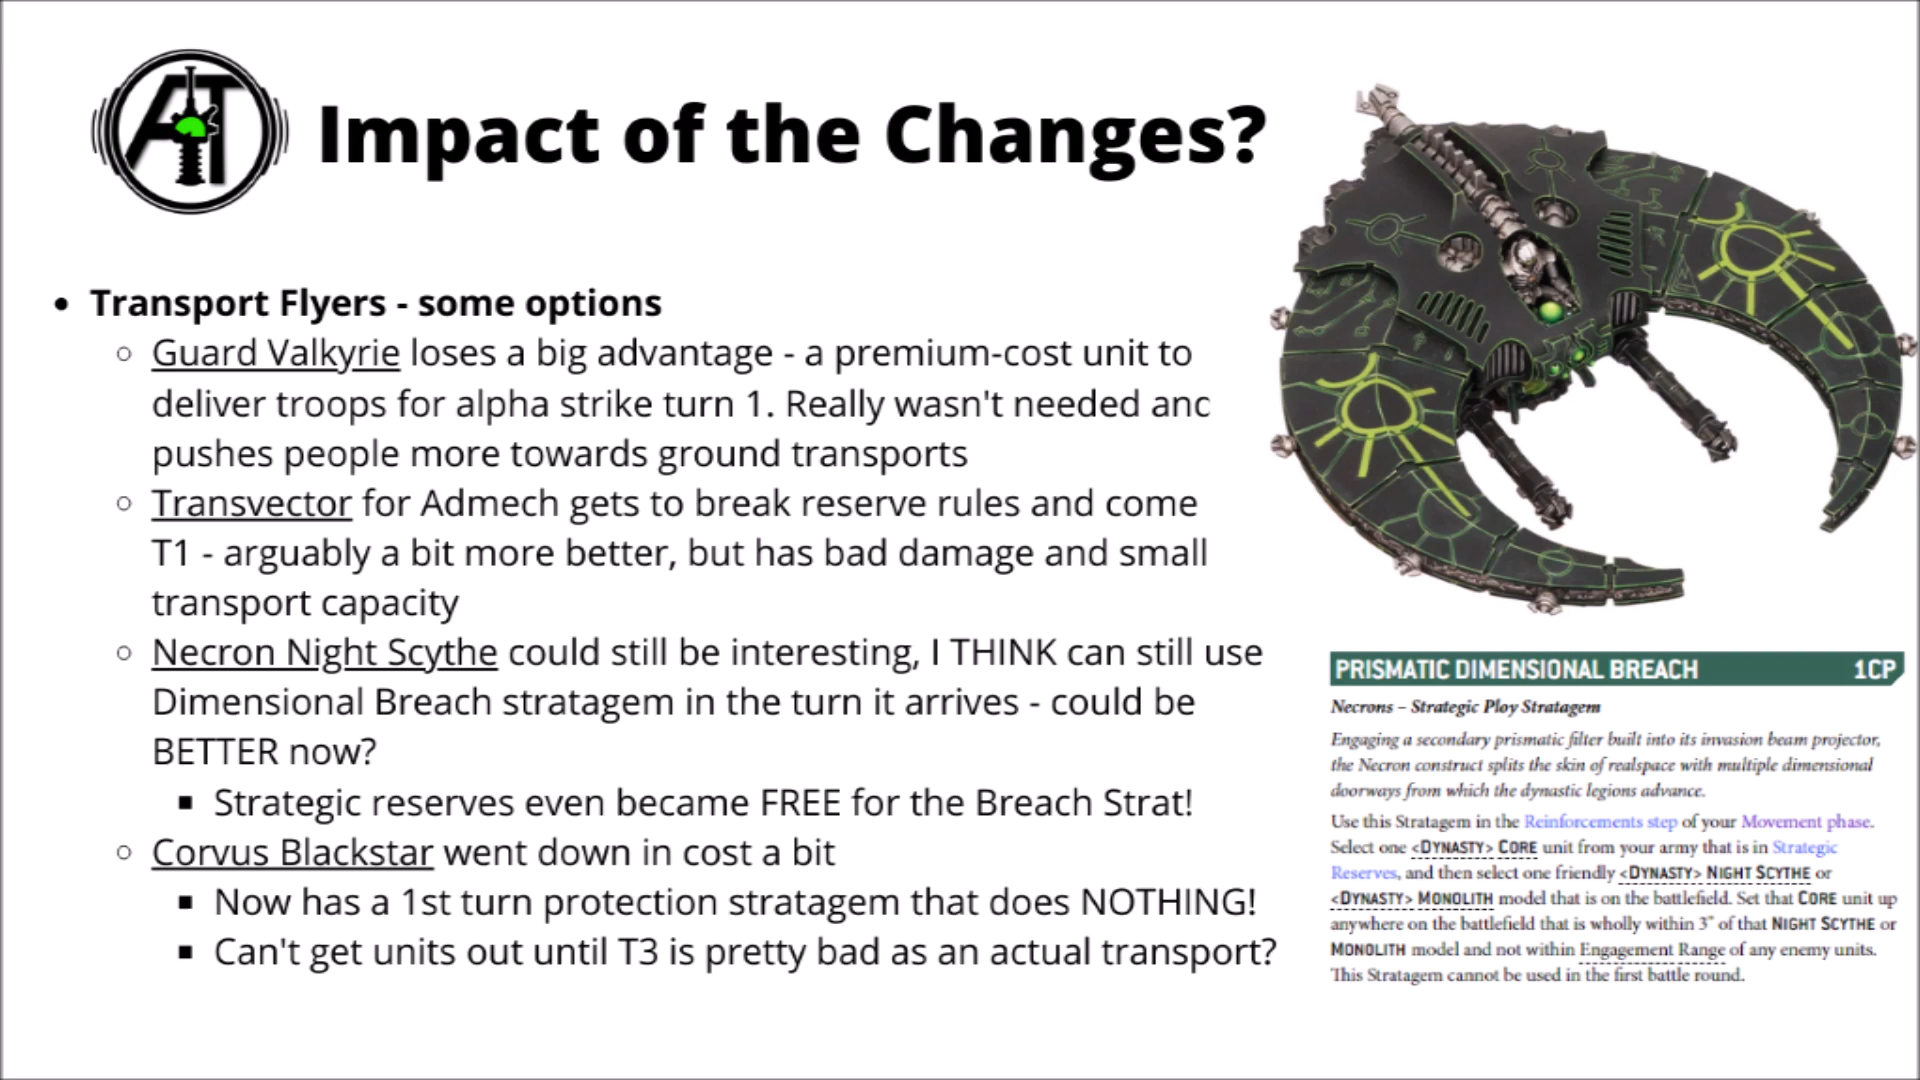 AT
Impact of the Changes?
• Transport Flyers - some options
○ Guard Valkyrie loses a big advantage - a premium-cost unit to
deliver troops for alpha strike turn 1. Really wasn't needed anc
pushes people more towards ground transports
○ Transvector for Admech gets to break reserve rules and come
T1 - arguably a bit more better, but has bad damage and small
transport capacity
○ Necron Night Scythe could still be interesting, I THINK can still use
Dimensional Breach stratagem in the turn it arrives - could be
BETTER now?
▪ Strategic reserves even became FREE for the Breach Strat!
○ Corvus Blackstar went down in cost a bit
▪ Now has a 1st turn protection stratagem that does NOTHING!
▪ Can't get units out until T3 is pretty bad as an actual transport?
PRISMATIC DIMENSIONAL BREACH 1CP
Necrons – Strategic Ploy Stratagem
Engaging a secondary prismatic filter built into its invasion beam projector,
the Necron construct splits the skin of realspace with multiple dimensional
doorways from which the dynastic legions advance.
Use this Stratagem in the Reinforcements step of your Movement phase.
Select one <DYNASTY> CORE unit from your army that is in Strategic
Reserves, and then select one friendly <DYNASTY> NIGHT SCYTHE or
<DYNASTY> MONOLITH model that is on the battlefield. Set that CORE unit up
anywhere on the battlefield that is wholly within 3" of that NIGHT SCYTHE or
MONOLITH model and not within Engagement Range of any enemy units.
This Stratagem cannot be used in the first battle round.